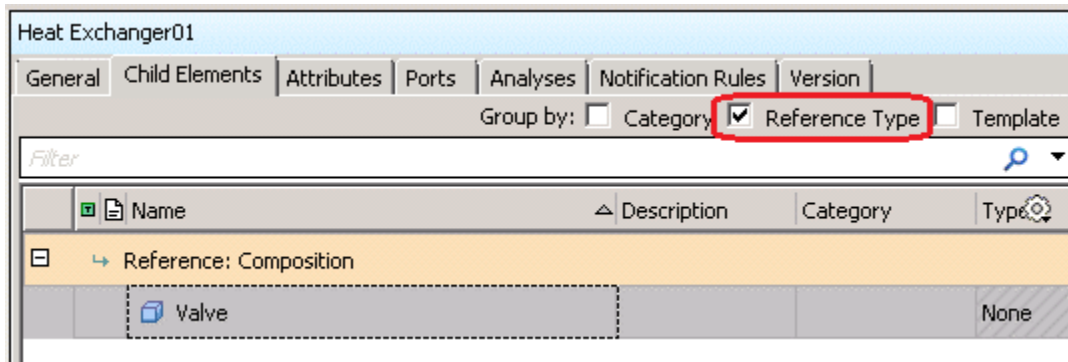 Heat Exchanger01
General Child Elements Attributes Ports Analyses Notification Rules Version
Group by: Category Reference Type Template
Filter
Name Description Category Type
Reference: Composition
Valve None